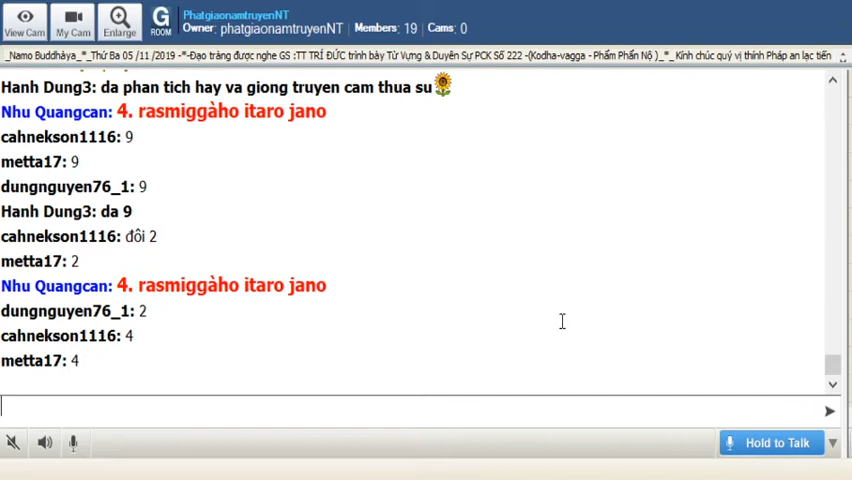 View Cam
My Cam
Enlarge
G
ROOM
PhatgiaonamtruyenNT
Owner: phatgiaonamtruyenNT Members: 19 Cams: 0
_Namo Buddhàya_*_Thứ Ba 05 /11 /2019 -*-Đạo tràng được nghe GS :TT TRÍ ĐỨC trình bày Từ Vựng & Duyên Sự PCK Số 222 -(Kodha-vagga - Phẩm Phẫn Nộ )_*_ Kính chúc quý vị thính Pháp an lạc tiến
Hanh Dung3: da phan tich hay va giong truyen cam thua su
Nhu Quangcan: 4. rasmiggàho itaro jano
cahnekson1116: 9
metta17: 9
dungnguyen76_1: 9
Hanh Dung3: da 9
cahnekson1116: đôi 2
metta17: 2
Nhu Quangcan: 4. rasmiggàho itaro jano
dungnguyen76_1: 2
cahnekson1116: 4
metta17: 4
Hold to Talk